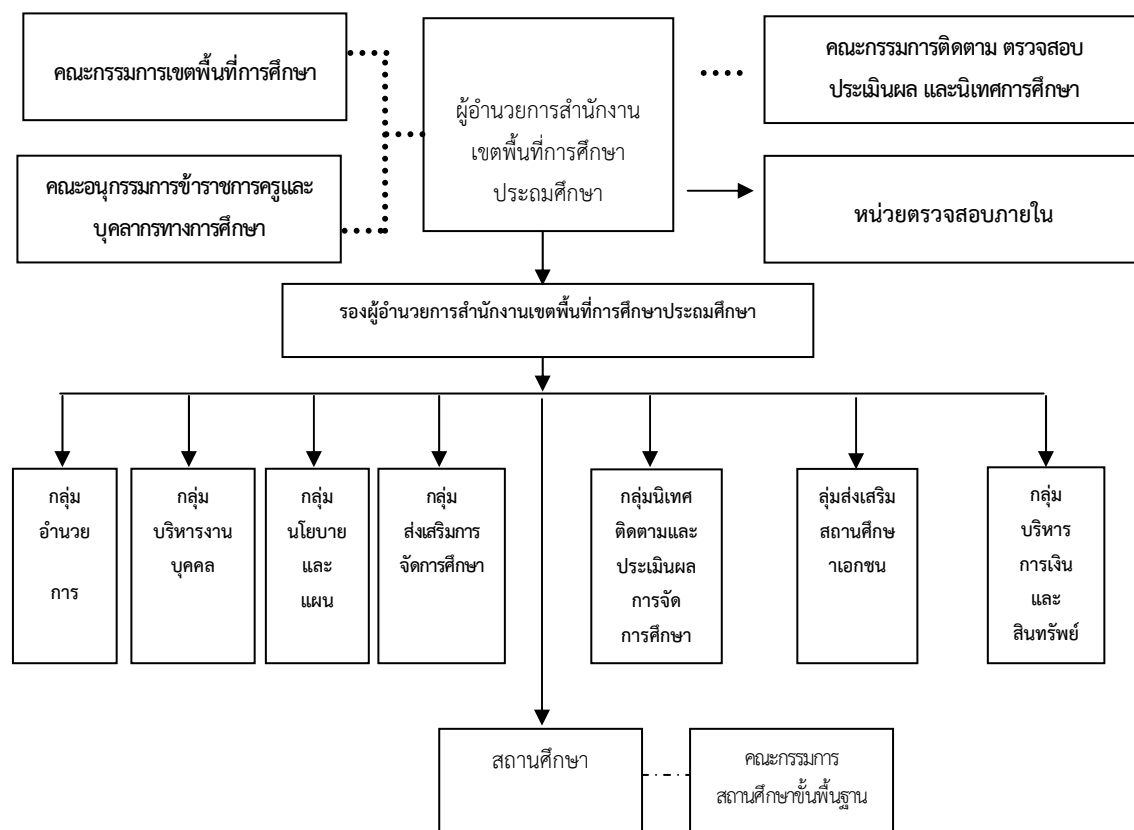 คณะกรรมการเขตพื้นที่การศึกษา
ผู้อำนวยการสำนักงาน
เขตพื้นที่การศึกษา
ประถมศึกษา
คณะกรรมการติดตาม ตรวจสอบ
ประเมินผล และนิเทศการศึกษา
คณะอนุกรรมการข้าราชการครูและ
บุคลากรทางการศึกษา
หน่วยตรวจสอบภายใน
รองผู้อำนวยการสำนักงานเขตพื้นที่การศึกษาประถมศึกษา
กลุ่ม
อำนวย
การ
กลุ่ม
บริหารงาน
บุคคล
กลุ่ม
นโยบาย
และ
แผน
กลุ่ม
ส่งเสริมการ
จัดการศึกษา
กลุ่มนิเทศ
ติดตามและ
ประเมินผล
การจัด
การศึกษา
ลุ่มส่งเสริม
สถานศึกษ
าเอกชน
กลุ่ม
บริหาร
การเงิน
และ
สินทรัพย์
สถานศึกษา
คณะกรรมการ
สถานศึกษาขั้นพื้นฐาน